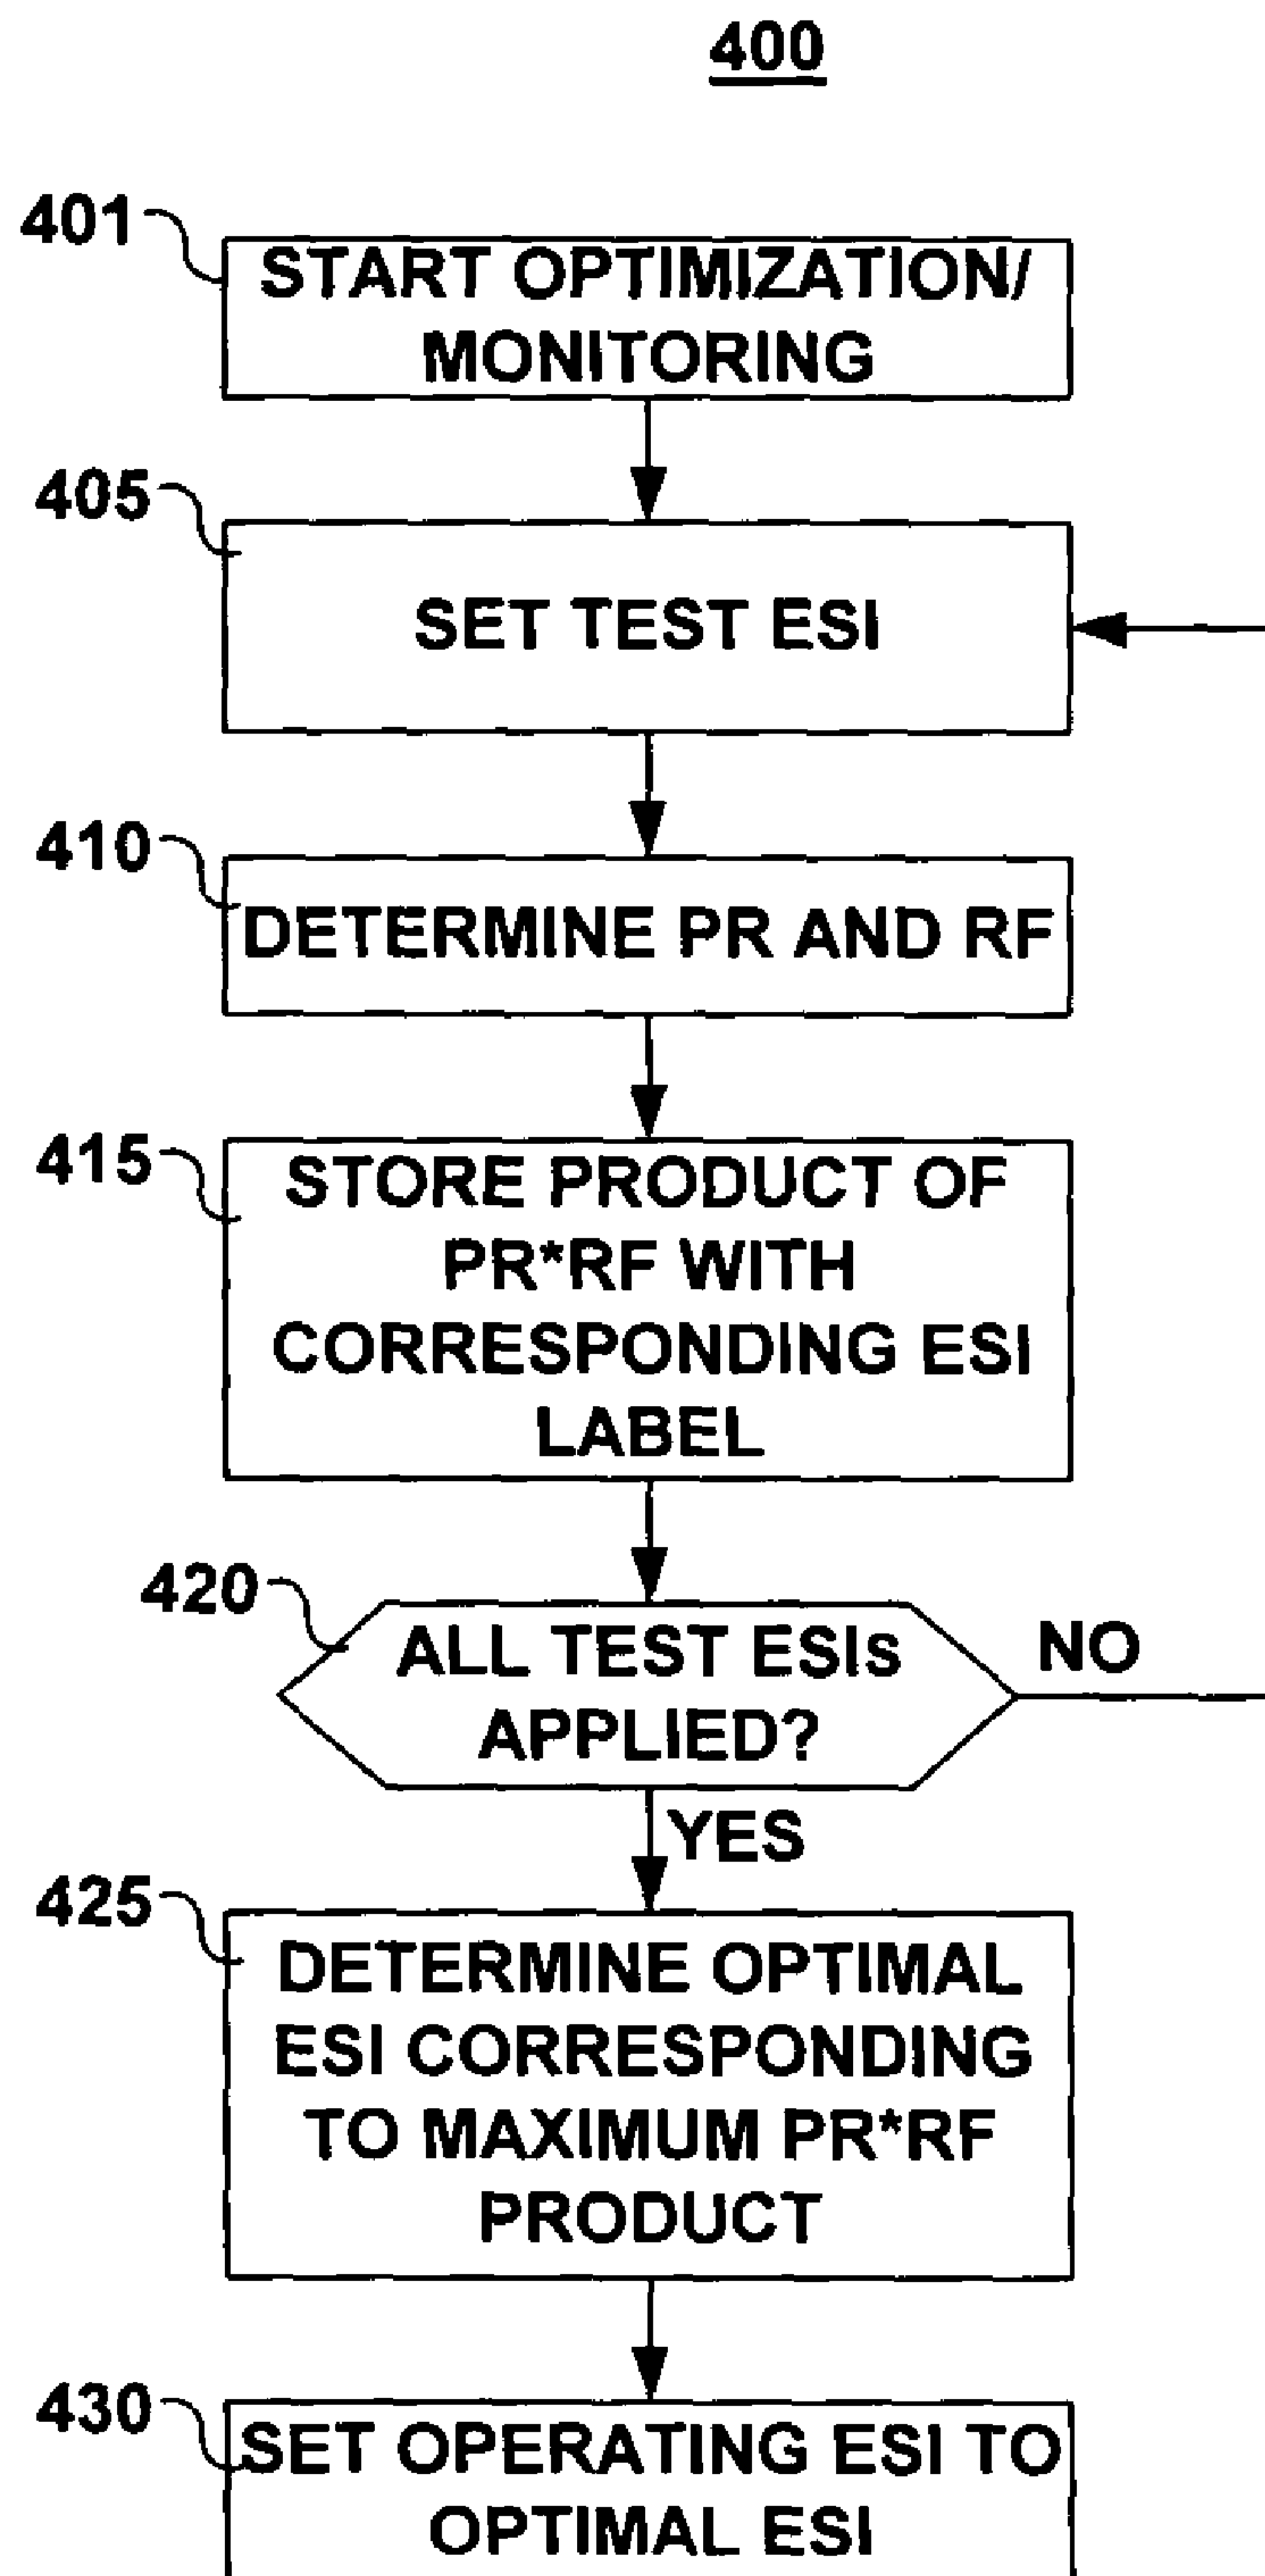 400
401
START OPTIMIZATION/
MONITORING
405
SET TEST ESI
410
DETERMINE PR AND RF
415
STORE PRODUCT OF
PR*RF WITH
CORRESPONDING ESI
LABEL
420
ALL TEST ESIs
APPLIED?
NO
YES
425
DETERMINE OPTIMAL
ESI CORRESPONDING
TO MAXIMUM PR*RF
PRODUCT
430
SET OPERATING ESI TO
OPTIMAL ESI